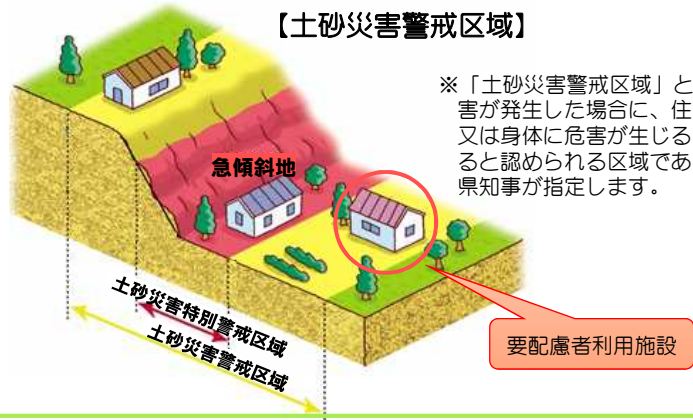 【土砂災害警戒区域】
※「土砂災害警戒区域」と
害が発生した場合に、住
又は身体に危害が生じる
ると認められる区域であ
県知事が指定します。
急傾斜地
土砂災害特別警戒区域
土砂災害警戒区域
要配慮者利用施設